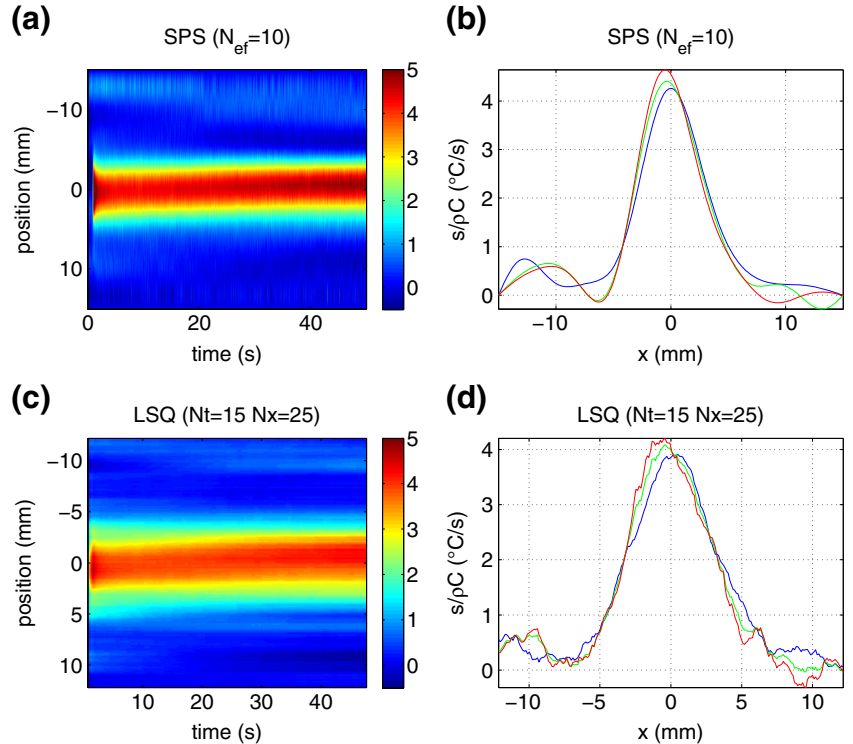 (a)
SPS (N_ef=10)
position (mm)
−10
0
10
0
20
40
time (s)
5
4
3
2
1
0
(b)
SPS (N_ef=10)
s/ρC (°C/s)
4
3
2
1
0
−10
0
10
x (mm)
(c)
LSQ (Nt=15 Nx=25)
position (mm)
−10
−5
0
5
10
10
20
30
40
time (s)
5
4
3
2
1
0
(d)
LSQ (Nt=15 Nx=25)
s/ρC (°C/s)
4
3
2
1
0
−10
−5
0
5
10
x (mm)